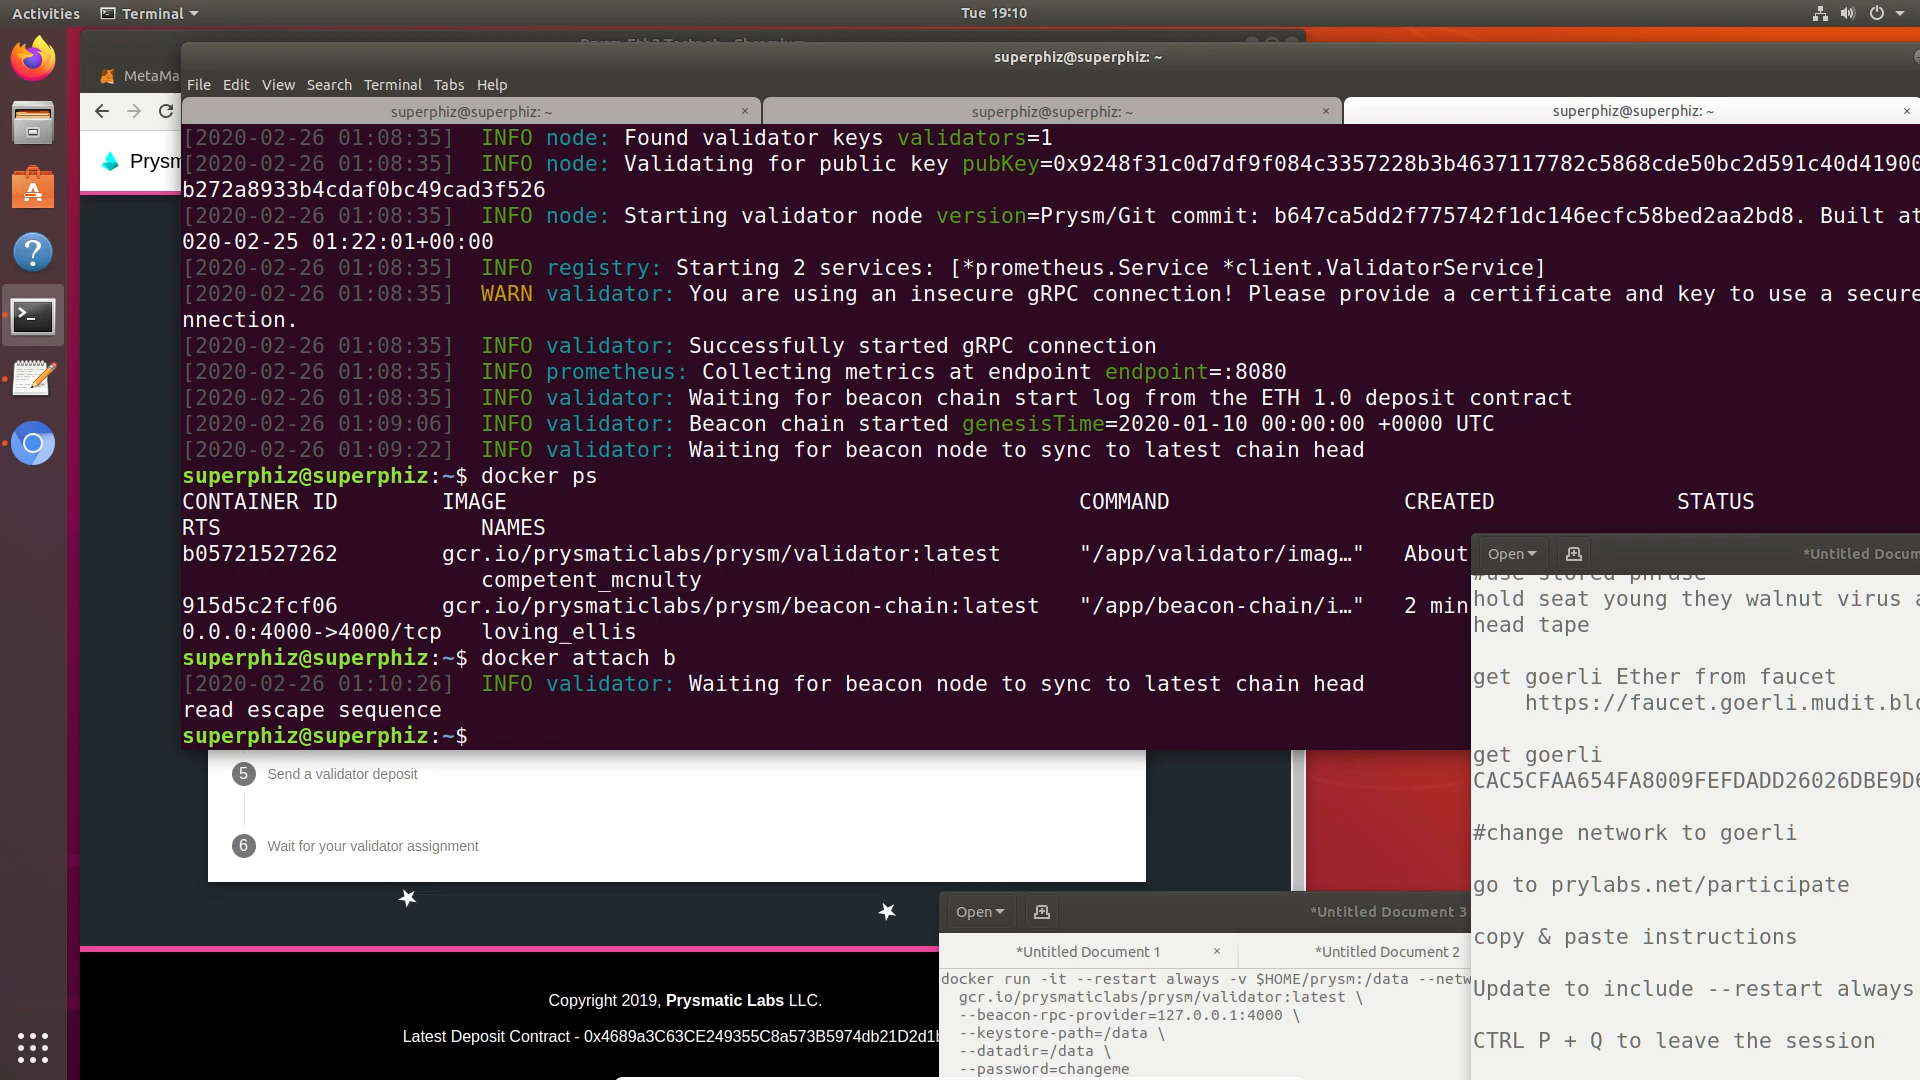 Activities
Terminal
Tue 19:10
superphiz@superphiz: ~
MetaMa
File Edit View Search Terminal Tabs Help
superphiz@superphiz: ~ ×
superphiz@superphiz: ~ ×
superphiz@superphiz: ~ ×
Prysm
[2020-02-26 01:08:35] INFO node: Found validator keys validators=1
[2020-02-26 01:08:35] INFO node: Validating for public key pubKey=0x9248f31c0d7df9f084c3357228b3b4637117782c5868cde50bc2d591c40d41900
b272a8933b4cdaf0bc49cad3f526
[2020-02-26 01:08:35] INFO node: Starting validator node version=Prysm/Git commit: b647ca5dd2f775742f1dc146ecfc58bed2aa2bd8. Built at
020-02-25 01:22:01+00:00
[2020-02-26 01:08:35] INFO registry: Starting 2 services: [*prometheus.Service *client.ValidatorService]
[2020-02-26 01:08:35] WARN validator: You are using an insecure gRPC connection! Please provide a certificate and key to use a secure
nnection.
[2020-02-26 01:08:35] INFO validator: Successfully started gRPC connection
[2020-02-26 01:08:35] INFO prometheus: Collecting metrics at endpoint endpoint=:8080
[2020-02-26 01:08:35] INFO validator: Waiting for beacon chain start log from the ETH 1.0 deposit contract
[2020-02-26 01:09:06] INFO validator: Beacon chain started genesisTime=2020-01-10 00:00:00 +0000 UTC
[2020-02-26 01:09:22] INFO validator: Waiting for beacon node to sync to latest chain head
superphiz@superphiz:~$ docker ps
CONTAINER ID IMAGE COMMAND CREATED STATUS
RTS NAMES
b05721527262 gcr.io/prysmaticlabs/prysm/validator:latest "/app/validator/imag…" About
competent_mcnulty
915d5c2fcf06 gcr.io/prysmaticlabs/prysm/beacon-chain:latest "/app/beacon-chain/i…" 2 min
0.0.0:4000->4000/tcp loving_ellis
superphiz@superphiz:~$ docker attach b
[2020-02-26 01:10:26] INFO validator: Waiting for beacon node to sync to latest chain head
read escape sequence
superphiz@superphiz:~$
Open
*Untitled Docum
#use stored phrase
hold seat young they walnut virus a
head tape
get goerli Ether from faucet
https://faucet.goerli.mudit.blo
get goerli
CAC5CFAA654FA8009FEFDADD26026DBE9D6
#change network to goerli
go to prylabs.net/participate
copy & paste instructions
Update to include --restart always
CTRL P + Q to leave the session
5 Send a validator deposit
6 Wait for your validator assignment
Open
*Untitled Document 3
*Untitled Document 1 ×
*Untitled Document 2
docker run -it --restart always -v $HOME/prysm:/data --netw
gcr.io/prysmaticlabs/prysm/validator:latest \
--beacon-rpc-provider=127.0.0.1:4000 \
--keystore-path=/data \
--datadir=/data \
--password=changeme
Copyright 2019, Prysmatic Labs LLC.
Latest Deposit Contract - 0x4689a3C63CE249355C8a573B5974db21D2d1b